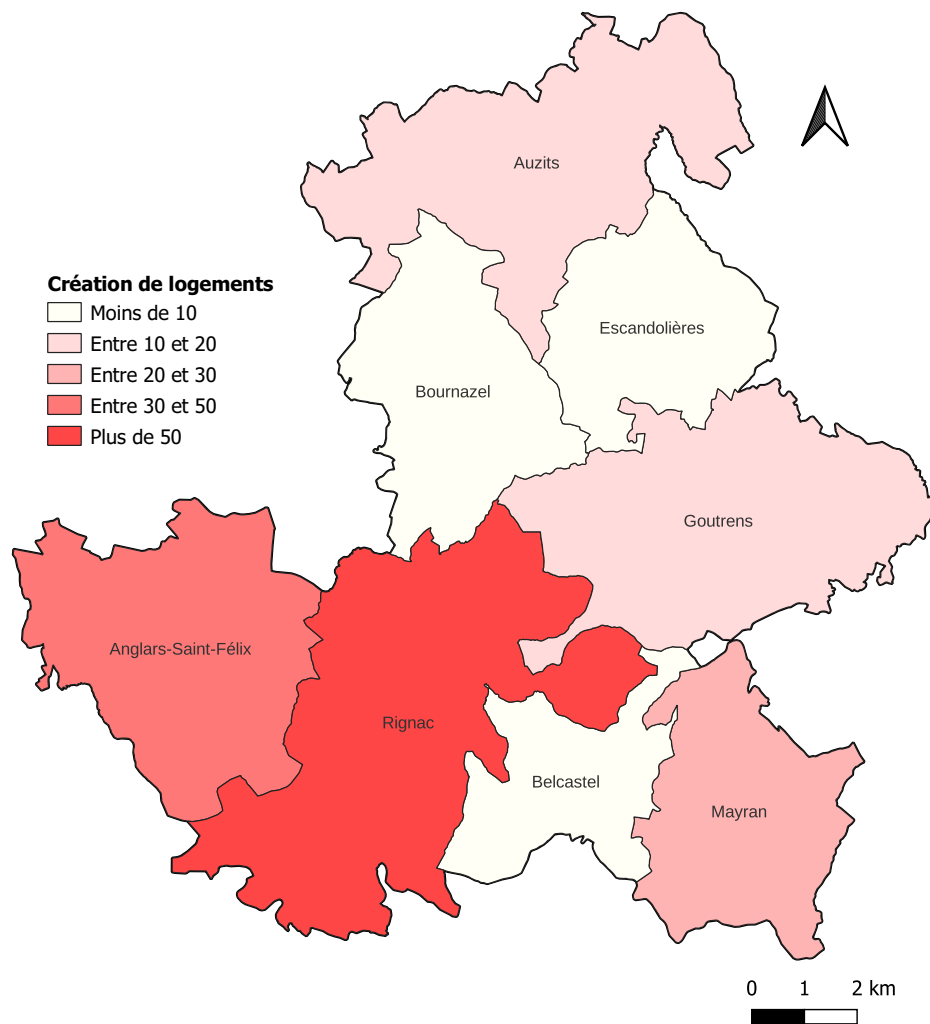 Auzits
Création de logements
Moins de 10
Entre 10 et 20
Entre 20 et 30
Entre 30 et 50
Plus de 50
Escandolières
Bournazel
Goutrens
Anglars-Saint-Félix
Rignac
Belcastel
Mayran
0 1 2 km